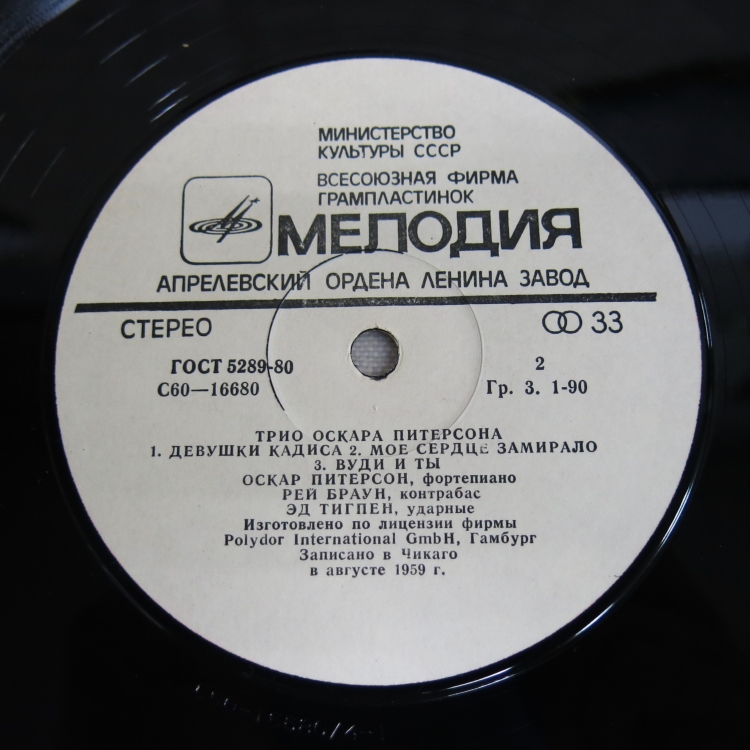 МИНИСТЕРСТВО
КУЛЬТУРЫ СССР
ВСЕСОЮЗНАЯ ФИРМА
ГРАМПЛАСТИНОК
МЕЛОДИЯ
АПРЕЛЕВСКИЙ ОРДЕНА ЛЕНИНА ЗАВОД
СТЕРЕО 33
ГОСТ 5289-80 2
С60—16680 Гр. 3. 1-90
ТРИО ОСКАРА ПИТЕРСОНА
1. ДЕВУШКИ КАДИСА 2. МОЕ СЕРДЦЕ ЗАМИРАЛО
3. ВУДИ И ТЫ
ОСКАР ПИТЕРСОН, фортепиано
РЕЙ БРАУН, контрабас
ЭД ТИГПЕН, ударные
Изготовлено по лицензии фирмы
Polydor International GmbH, Гамбург
Записано в Чикаго
в августе 1959 г.